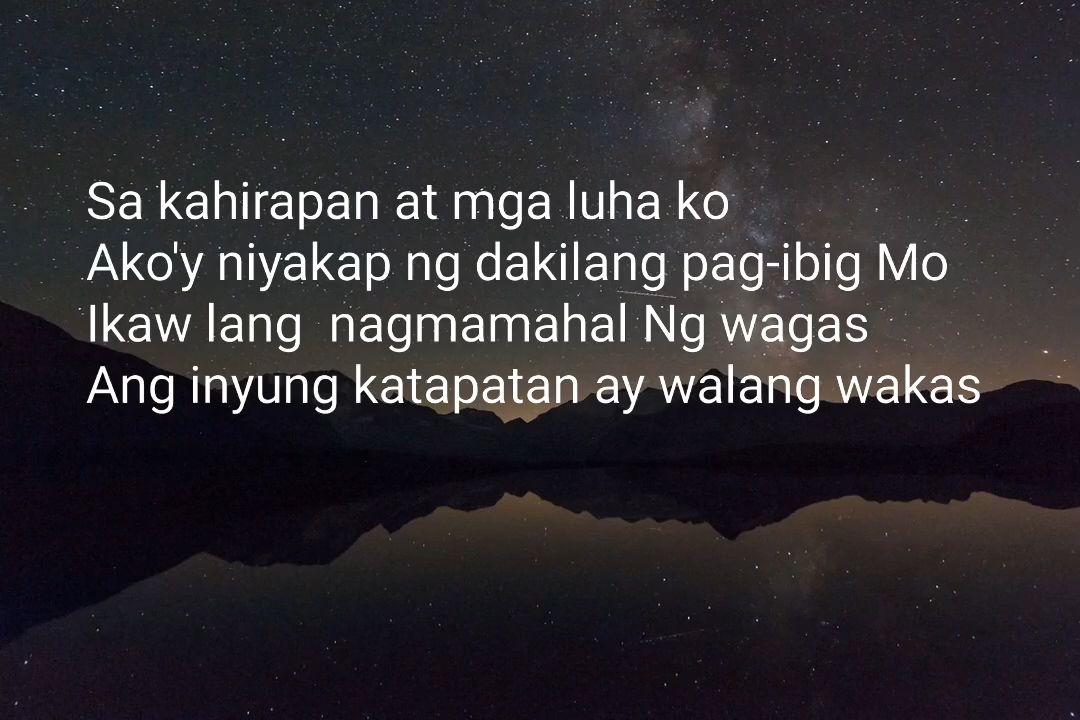 Sa kahirapan at mga luha ko
Ako'y niyakap ng dakilang pag-ibig Mo
Ikaw lang  nagmamahal Ng wagas
Ang inyung katapatan ay walang wakas